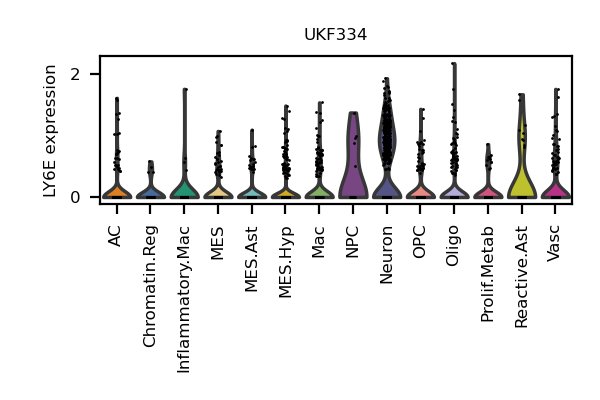 UKF334
LY6E expression
2
0
AC
Chromatin.Reg
Inflammatory.Mac
MES
MES.Ast
MES.Hyp
Mac
NPC
Neuron
OPC
Oligo
Prolif.Metab
Reactive.Ast
Vasc